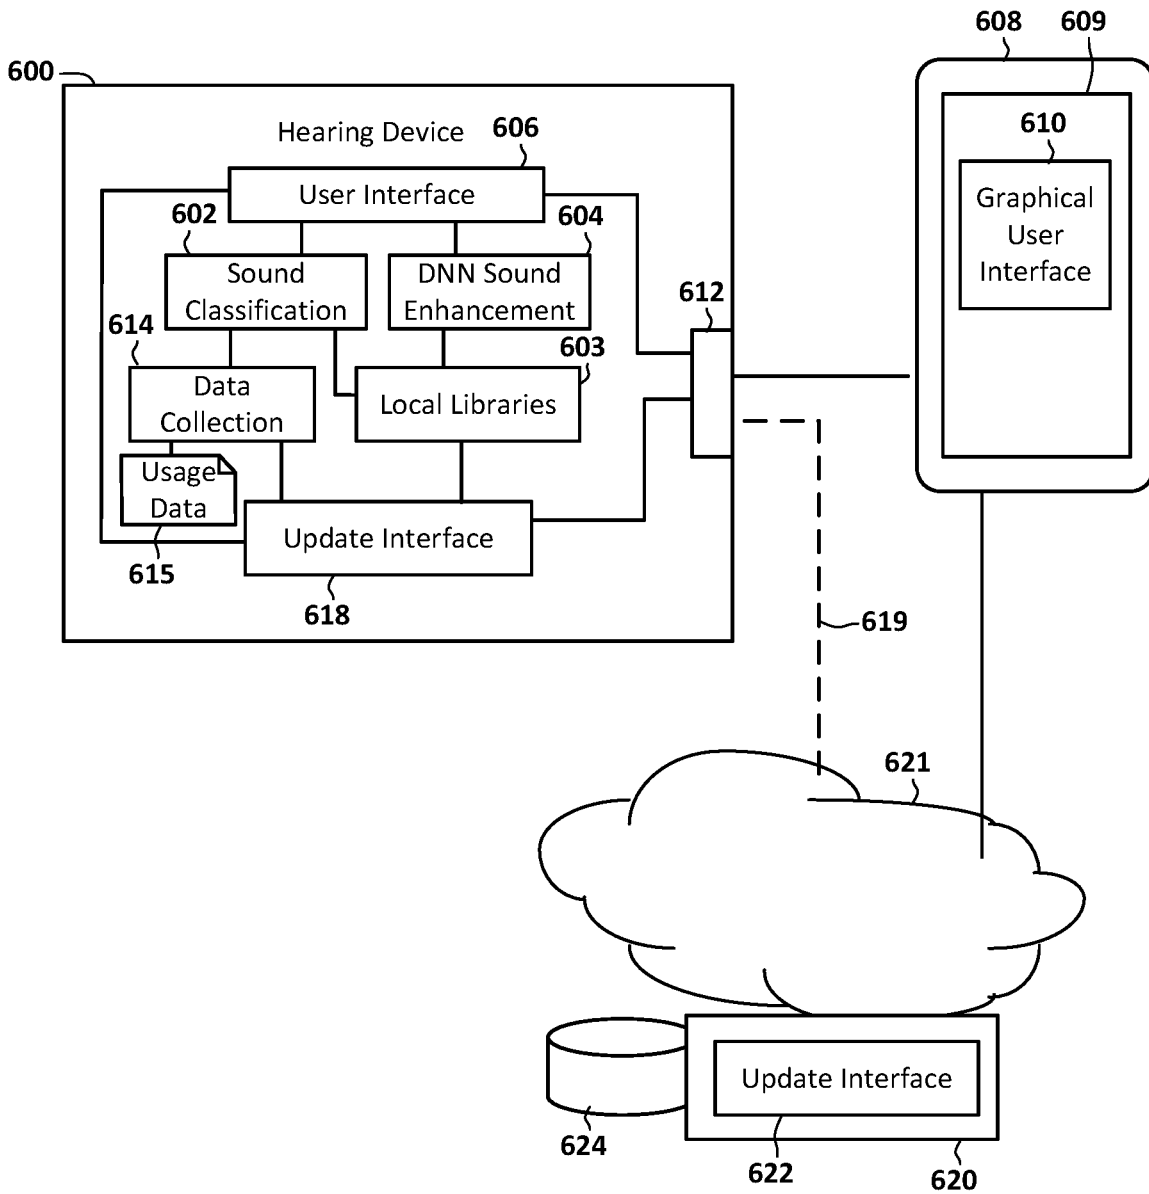 608
609
600
Hearing Device
606
610
User Interface
Graphical
User
Interface
602
604
Sound
Classification
DNN Sound
Enhancement
612
614
603
Data
Collection
Local Libraries
Usage
Data
Update Interface
615
618
619
621
Update Interface
624
622
620